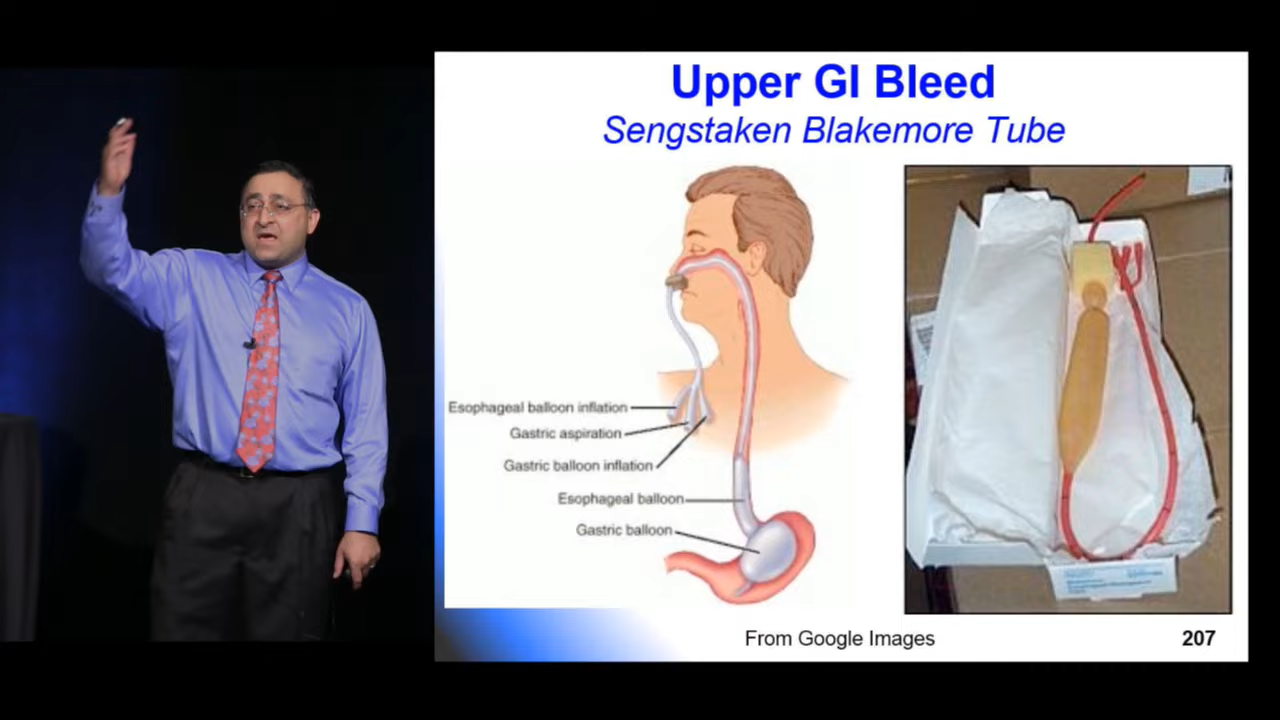 Upper GI Bleed
Sengstaken Blakemore Tube
Esophageal balloon inflation
Gastric aspiration
Gastric balloon inflation
Esophageal balloon
Gastric balloon
From Google Images
207